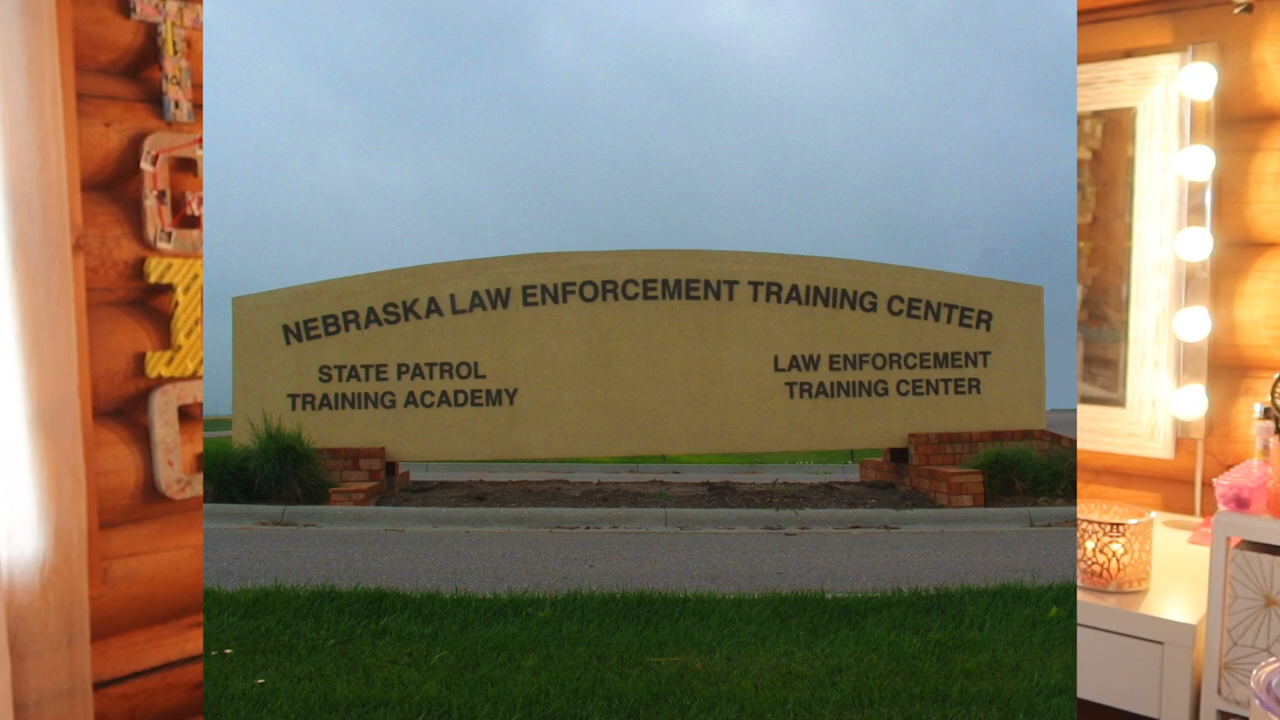 NEBRASKA LAW ENFORCEMENT TRAINING CENTER
STATE PATROL
TRAINING ACADEMY
LAW ENFORCEMENT
TRAINING CENTER